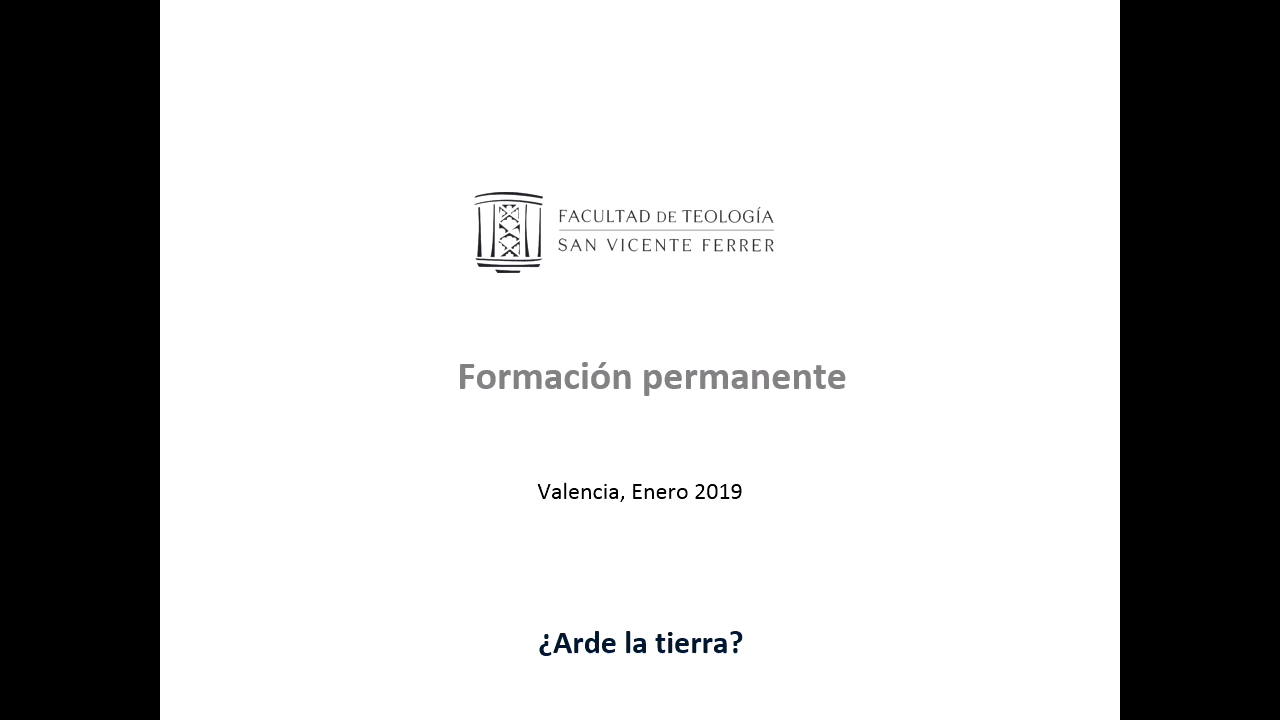 FACULTAD DE TEOLOGÍA
SAN VICENTE FERRER
Formación permanente
Valencia, Enero 2019
¿Arde la tierra?